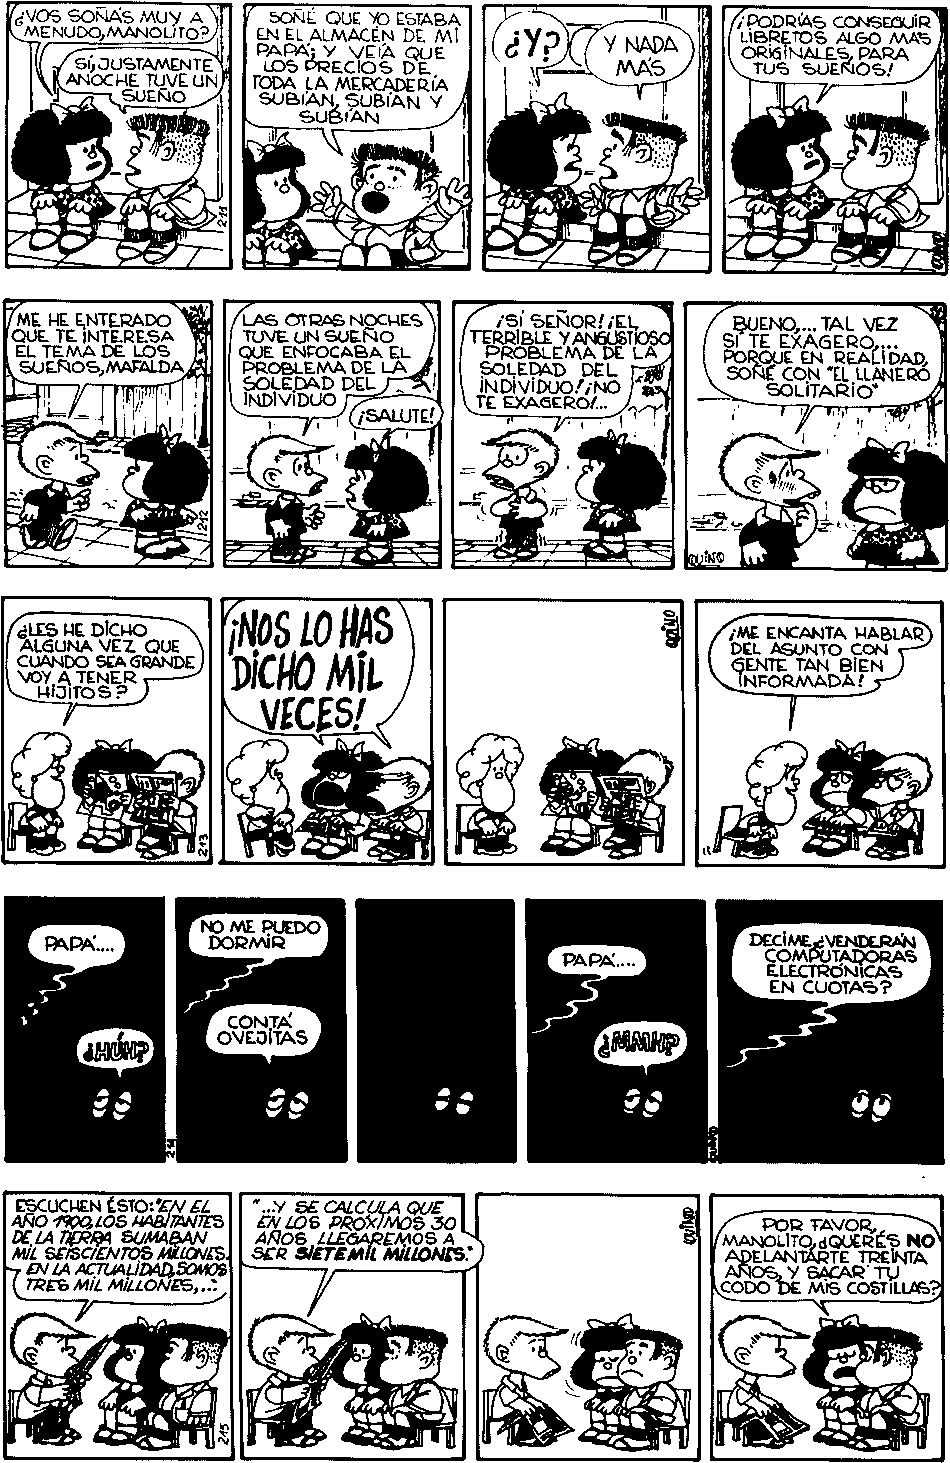 ¿VOS SOÑÁS MUY A
MENUDO, MANOLITO?
SÍ, JUSTAMENTE
ANOCHE TUVE UN
SUEÑO
211
SOÑÉ QUE YO ESTABA
EN EL ALMACÉN DE MI
PAPÁ; Y VEÍA QUE
LOS PRECIOS DE
TODA LA MERCADERÍA
SUBÍAN, SUBÍAN Y
SUBÍAN
¿Y?
Y NADA
MÁS
¡PODRÍAS CONSEGUIR
LIBRETOS ALGO MÁS
ORIGINALES, PARA
TUS SUEÑOS!
QUINO
ME HE ENTERADO
QUE TE INTERESA
EL TEMA DE LOS
SUEÑOS, MAFALDA
212
LAS OTRAS NOCHES
TUVE UN SUEÑO
QUE ENFOCABA EL
PROBLEMA DE LA
SOLEDAD DEL
INDIVIDUO
¡SALUTE!
¡SÍ SEÑOR! ¡EL
TERRIBLE Y ANGUSTIOSO
PROBLEMA DE LA
SOLEDAD DEL
INDIVIDUO! ¡NO
TE EXAGERO!...
BUENO,... TAL VEZ
SÍ TE EXAGERO,...
PORQUE EN REALIDAD,
SOÑÉ CON "EL LLANERO
SOLITARIO"
QUINO
¿LES HE DICHO
ALGUNA VEZ QUE
CUANDO SEA GRANDE
VOY A TENER
HIJITOS?
213
¡NOS LO HAS
DICHO MIL
VECES!
QUINO
¡ME ENCANTA HABLAR
DEL ASUNTO CON
GENTE TAN BIEN
INFORMADA!
PAPÁ....
¿HÚH?
214
NO ME PUEDO
DORMIR
CONTÁ
OVEJITAS
PAPÁ....
¿MMH?
QUINO
DECIME, ¿VENDERÁN
COMPUTADORAS
ELECTRÓNICAS
EN CUOTAS?
ESCUCHEN ÉSTO: "EN EL
AÑO 1900, LOS HABITANTES
DE LA TIERRA SUMABAN
MIL SEISCIENTOS MILLONES.
EN LA ACTUALIDAD, SOMOS
TRES MIL MILLONES,...
215
"...Y SE CALCULA QUE
EN LOS PRÓXIMOS 30
AÑOS LLEGAREMOS A
SER SIETE MIL MILLONES."
QUINO
POR FAVOR,
MANOLITO, ¿QUERÉS NO
ADELANTARTE TREINTA
AÑOS, Y SACAR TU
CODO DE MIS COSTILLAS?